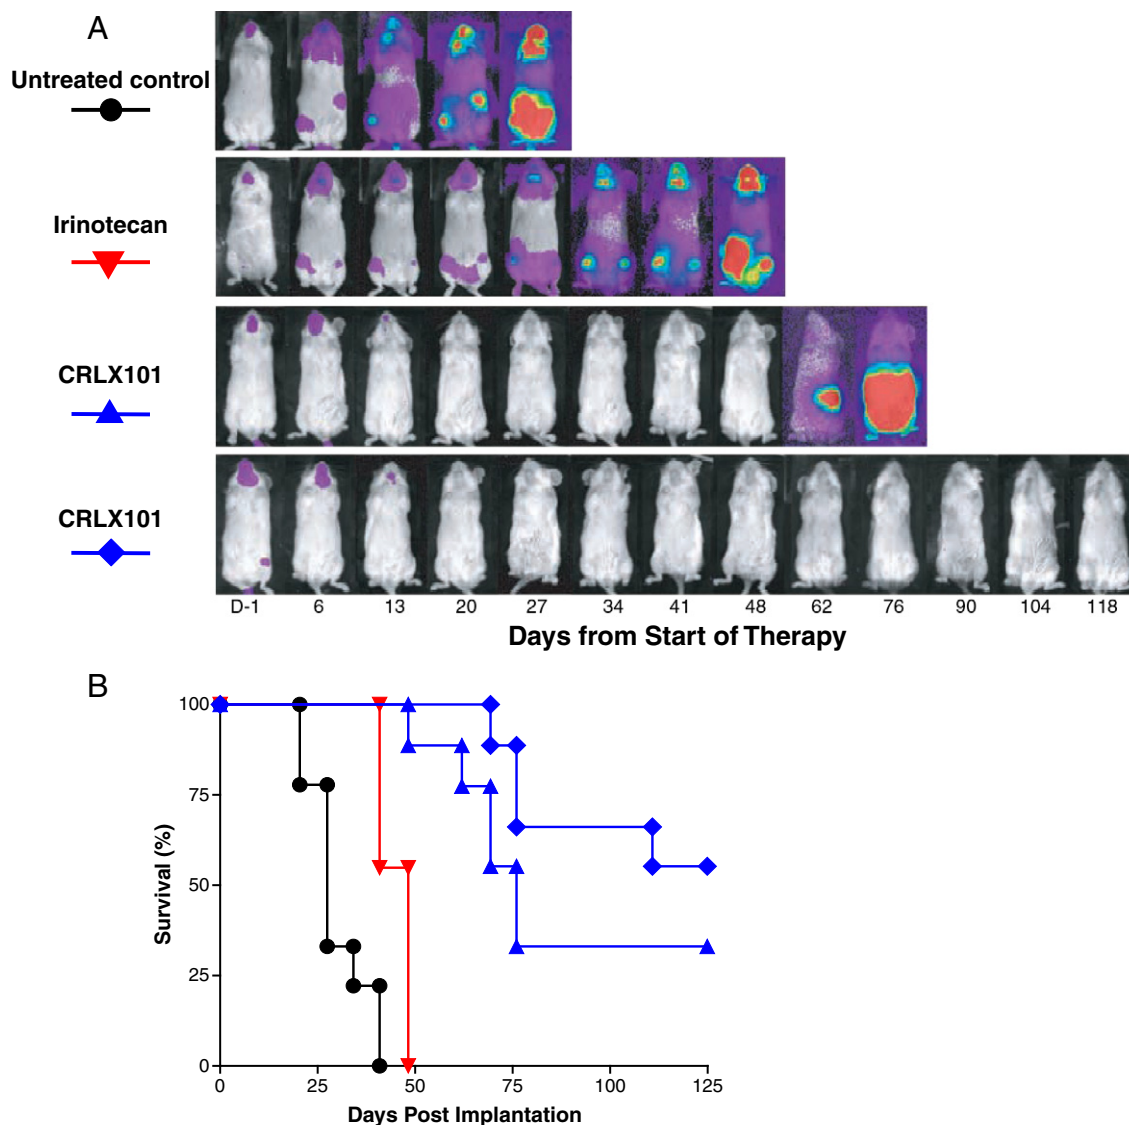 A
Untreated control
Irinotecan
CRLX101
CRLX101
D-1 6 13 20 27 34 41 48 62 76 90 104 118
Days from Start of Therapy
B
100
75
50
25
0
Survival (%)
0 25 50 75 100 125
Days Post Implantation